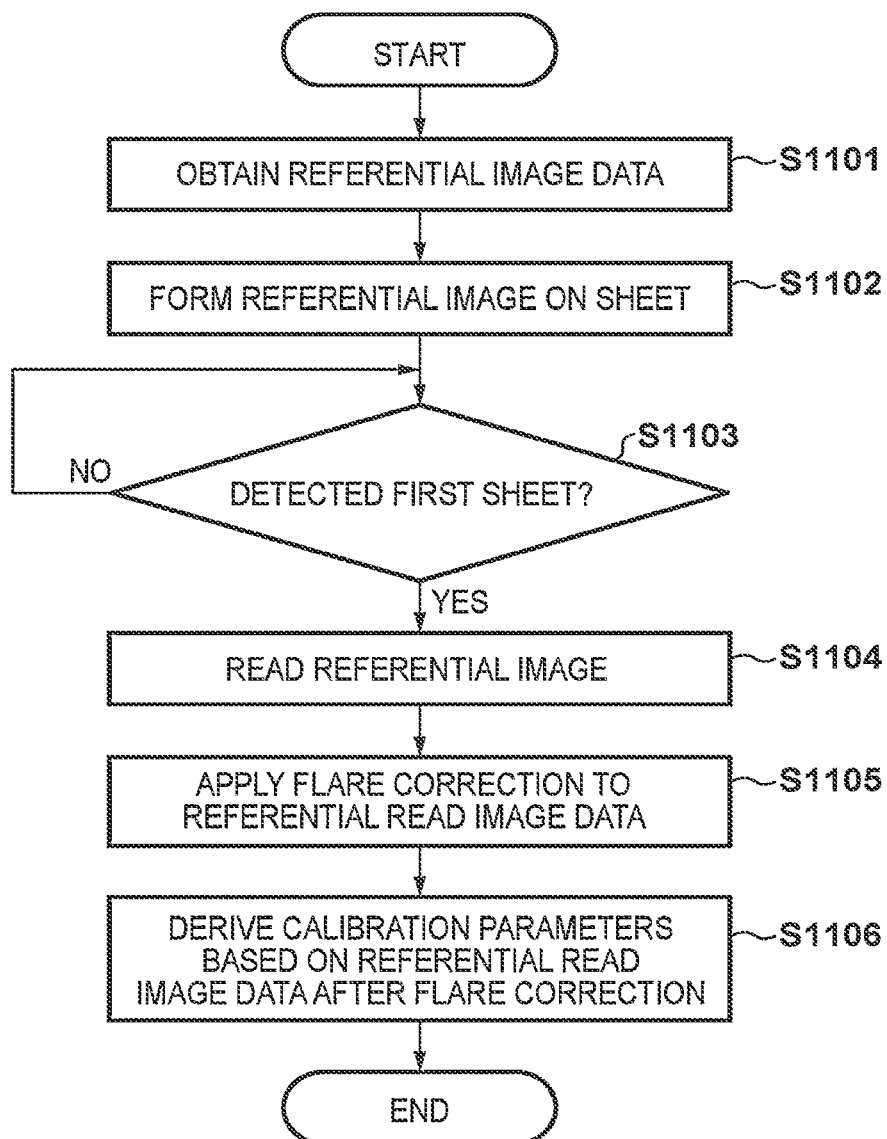 START
OBTAIN REFERENTIAL IMAGE DATA
S1101
FORM REFERENTIAL IMAGE ON SHEET
S1102
S1103
NO
DETECTED FIRST SHEET?
YES
READ REFERENTIAL IMAGE
S1104
APPLY FLARE CORRECTION TO
REFERENTIAL READ IMAGE DATA
S1105
DERIVE CALIBRATION PARAMETERS
BASED ON REFERENTIAL READ
IMAGE DATA AFTER FLARE CORRECTION
S1106
END